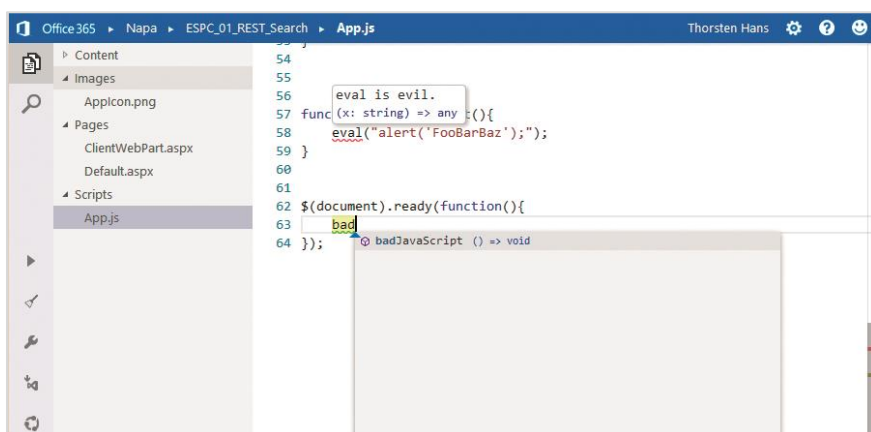 Office 365 ▸ Napa ▸ ESPC_01_REST_Search ▸ App.js Thorsten Hans
Content
Images
AppIcon.png
Pages
ClientWebPart.aspx
Default.aspx
Scripts
App.js
54
55
56
eval is evil.
(x: string) => any
57 func t(){
58 eval("alert('FooBarBaz');");
59 }
60
61
62 $(document).ready(function(){
63 bad
badJavaScript () => void
64 });